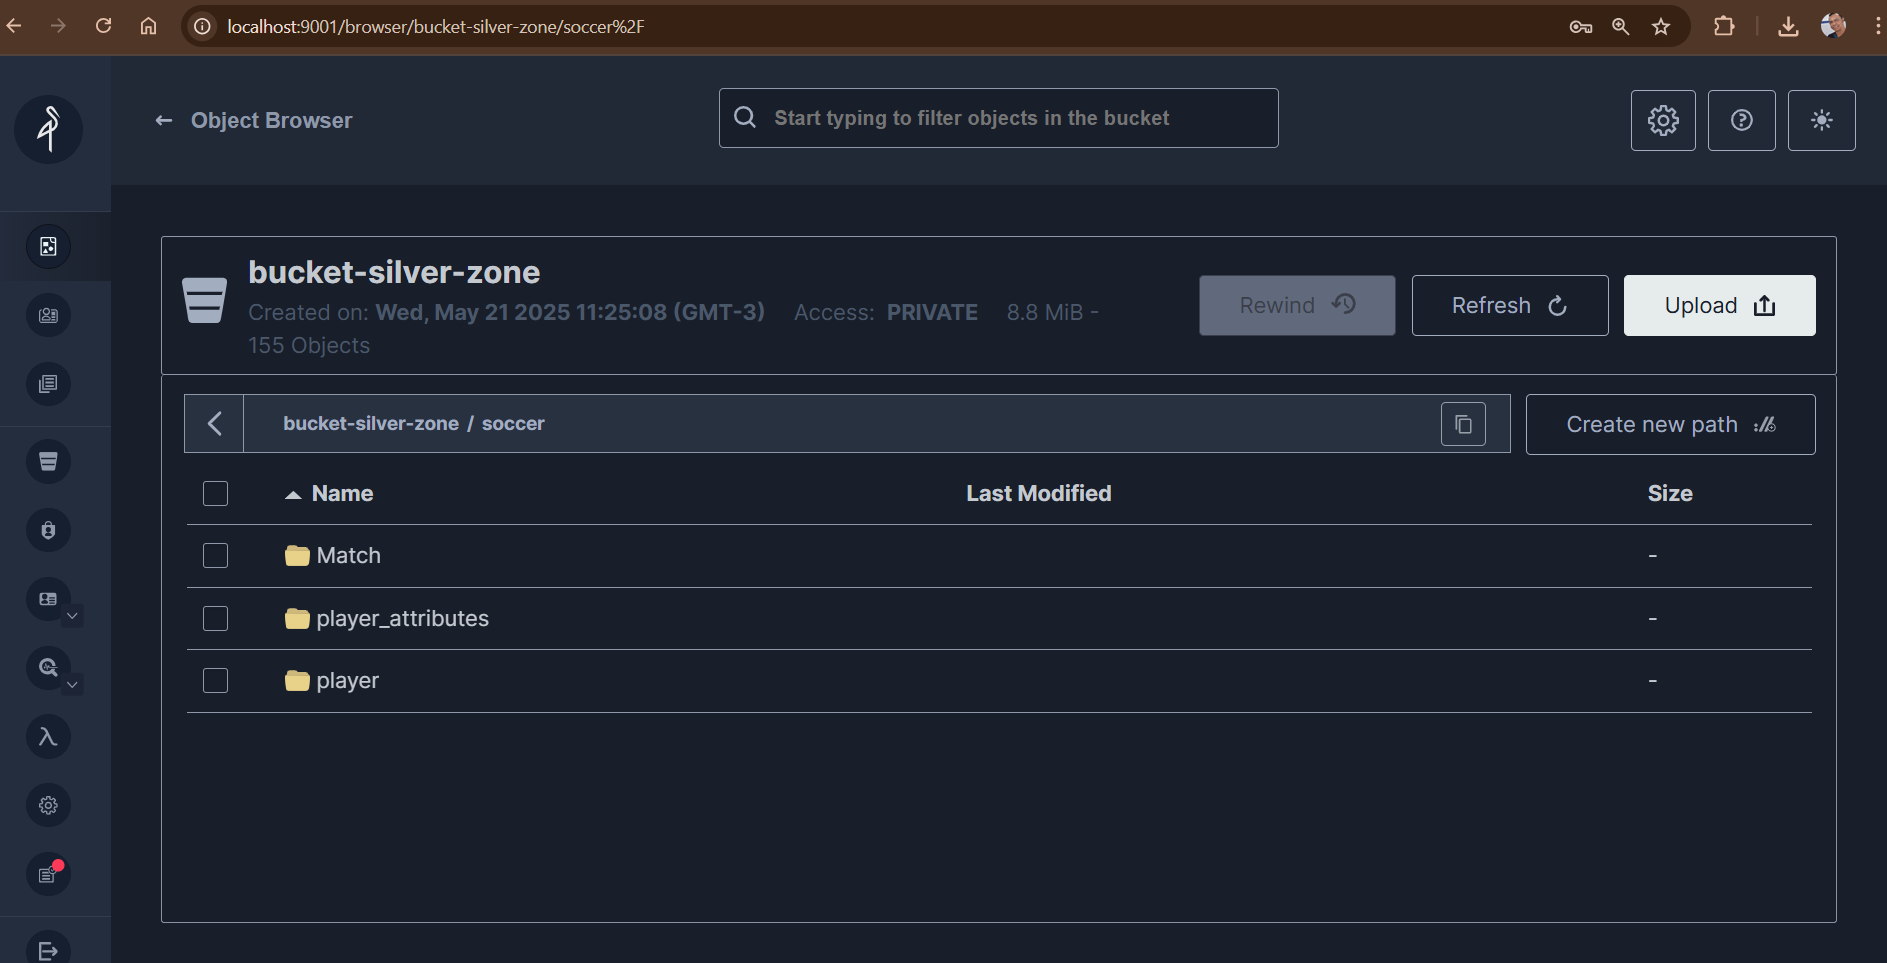 localhost:9001/browser/bucket-silver-zone/soccer%2F
Object Browser
Start typing to filter objects in the bucket
bucket-silver-zone
Created on: Wed, May 21 2025 11:25:08 (GMT-3) Access: PRIVATE 8.8 MiB -
155 Objects
Rewind
Refresh
Upload
bucket-silver-zone / soccer
Create new path
Name Last Modified Size
Match -
player_attributes -
player -